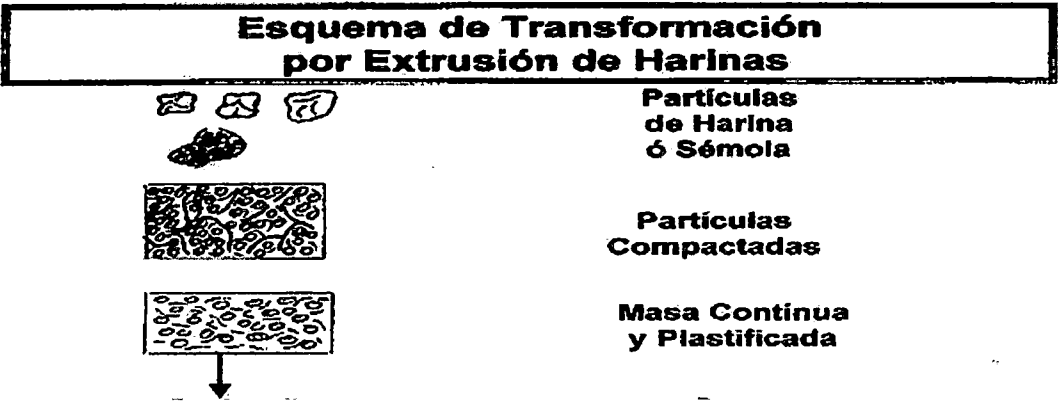 Esquema de Transformación
por Extrusión de Harinas
Partículas
de Harina
ó Sémola
Partículas
Compactadas
Masa Continua
y Plastificada